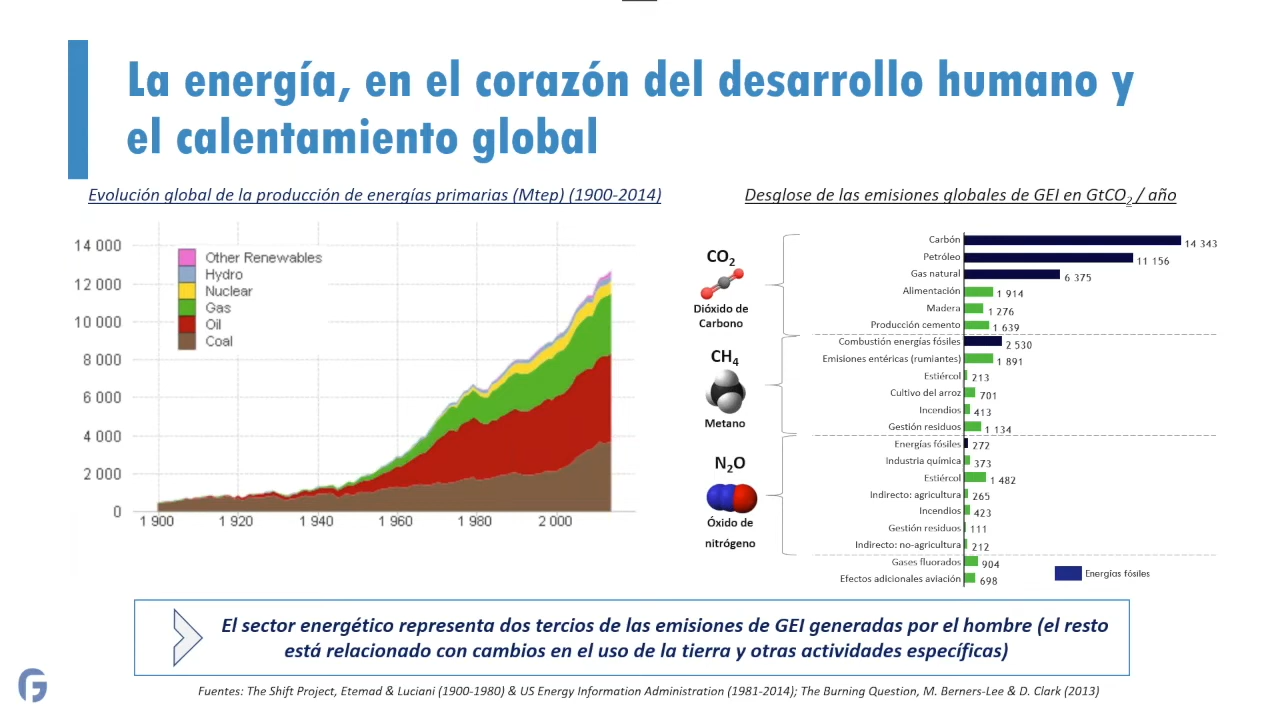 La energía, en el corazón del desarrollo humano y
el calentamiento global
Evolución global de la producción de energías primarias (Mtep) (1900-2014)
14 000
12 000
10 000
8 000
6 000
4 000
2 000
0
1 900
1 920
1 940
1 960
1 980
2 000
Other Renewables
Hydro
Nuclear
Gas
Oil
Coal
Desglose de las emisiones globales de GEI en GtCO2 / año
CO2
Dióxido de
Carbono
Carbón 14 343
Petróleo 11 156
Gas natural 6 375
Alimentación 1 914
Madera 1 276
Producción cemento 1 639
CH4
Metano
Combustión energías fósiles 2 530
Emisiones entéricas (rumiantes) 1 891
Estiércol 213
Cultivo del arroz 701
Incendios 413
Gestión residuos 1 134
N2O
Óxido de
nitrógeno
Energías fósiles 272
Industria química 373
Estiércol 1 482
Indirecto: agricultura 265
Incendios 423
Gestión residuos 111
Indirecto: no-agricultura 212
Gases fluorados 904
Efectos adicionales aviación 698
Energías fósiles
El sector energético representa dos tercios de las emisiones de GEI generadas por el hombre (el resto
está relacionado con cambios en el uso de la tierra y otras actividades específicas)
Fuentes: The Shift Project, Etemad & Luciani (1900-1980) & US Energy Information Administration (1981-2014); The Burning Question, M. Berners-Lee & D. Clark (2013)